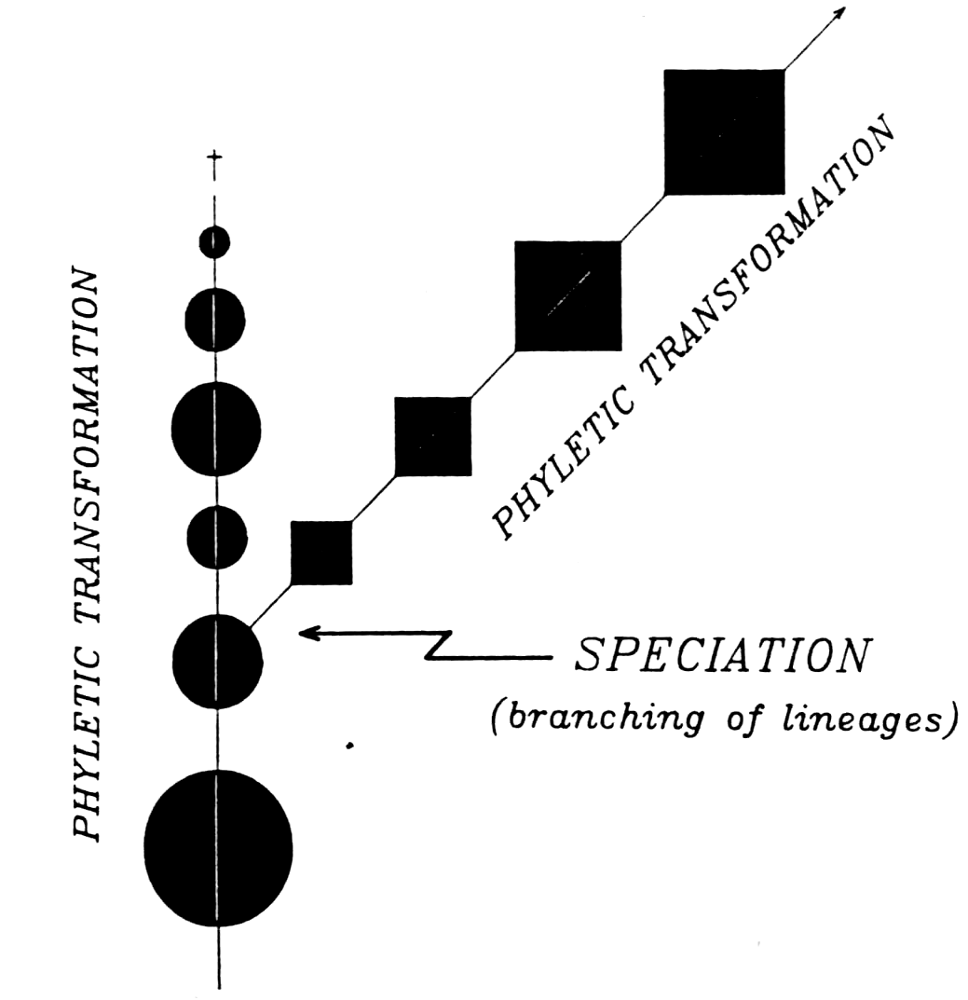 PHYLETIC TRANSFORMATION
PHYLETIC TRANSFORMATION
SPECIATION
(branching of lineages)